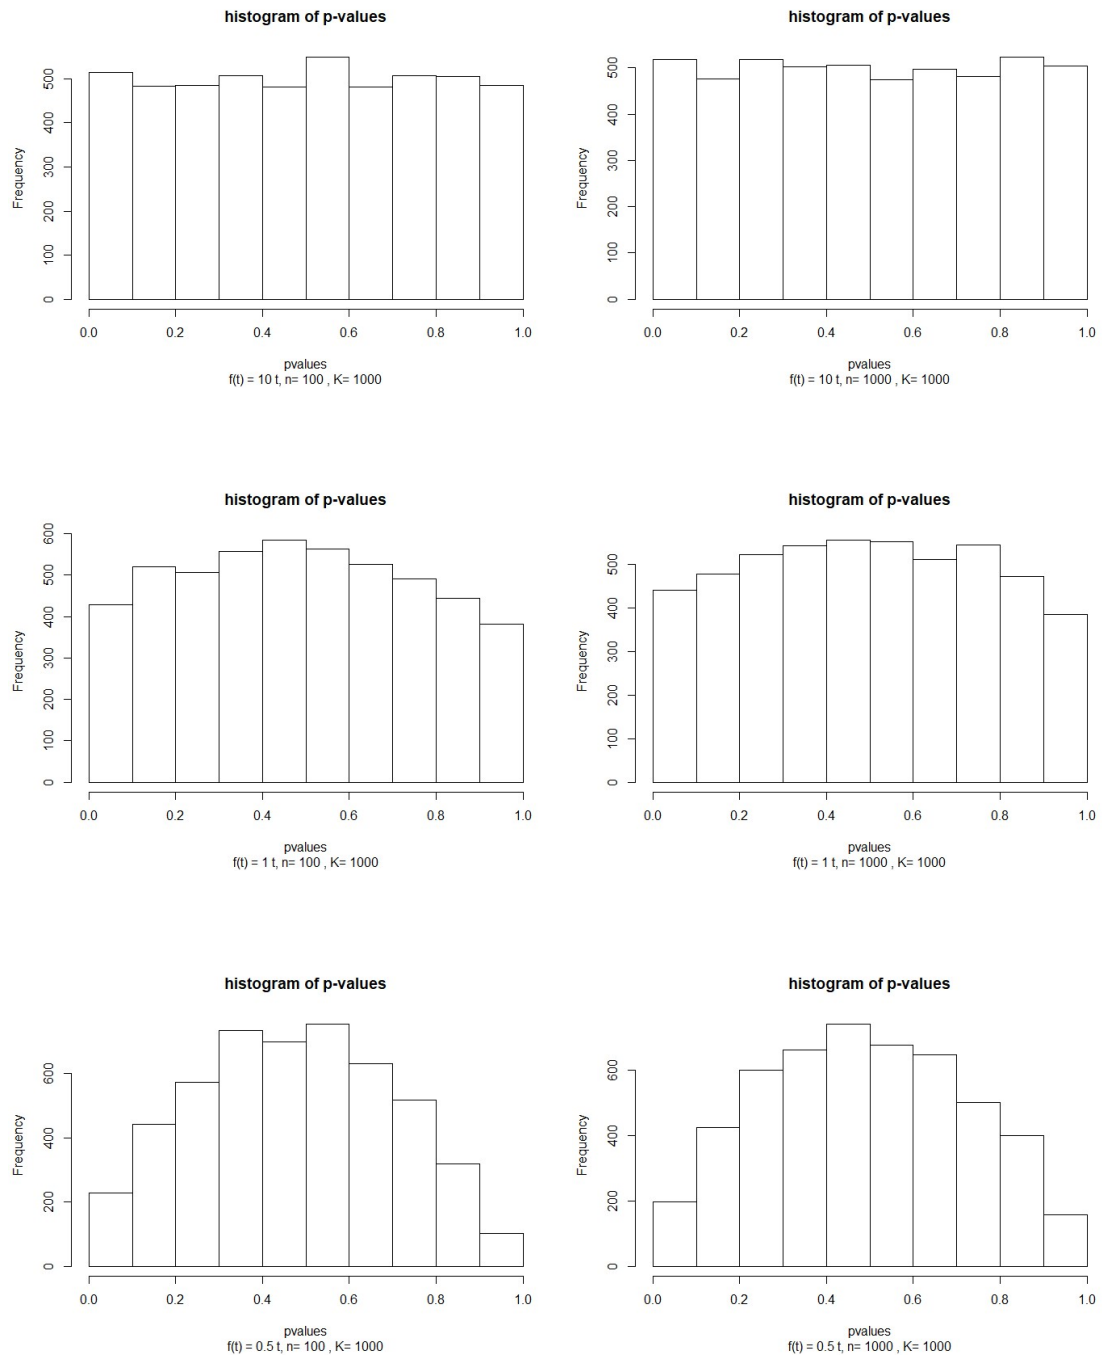 histogram of p-values
Frequency
0
100
200
300
400
500
0.0 0.2 0.4 0.6 0.8 1.0
pvalues
f(t) = 10 t, n= 100 , K= 1000
histogram of p-values
Frequency
0
100
200
300
400
500
0.0 0.2 0.4 0.6 0.8 1.0
pvalues
f(t) = 10 t, n= 1000 , K= 1000
histogram of p-values
Frequency
0
100
200
300
400
500
600
0.0 0.2 0.4 0.6 0.8 1.0
pvalues
f(t) = 1 t, n= 100 , K= 1000
histogram of p-values
Frequency
0
100
200
300
400
500
0.0 0.2 0.4 0.6 0.8 1.0
pvalues
f(t) = 1 t, n= 1000 , K= 1000
histogram of p-values
Frequency
0
200
400
600
0.0 0.2 0.4 0.6 0.8 1.0
pvalues
f(t) = 0.5 t, n= 100 , K= 1000
histogram of p-values
Frequency
0
200
400
600
0.0 0.2 0.4 0.6 0.8 1.0
pvalues
f(t) = 0.5 t, n= 1000 , K= 1000